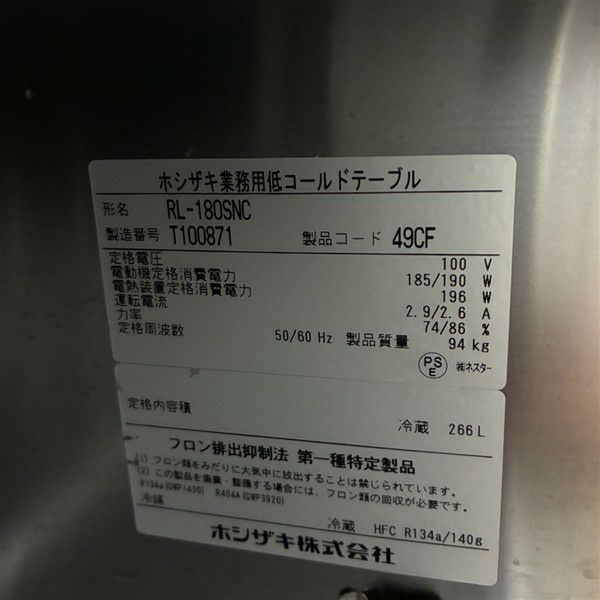 ホシザキ業務用低コールドテーブル
形名 RL-180SNC
製造番号 T100871 製品コード 49CF
定格電圧 100 V
電動機定格消費電力 185/190 W
電熱装置定格消費電力 196 W
運転電流 2.9/2.6 A
力率 74/86 %
定格周波数 50/60 Hz 製品質量 94 kg
PS
E ㈱ネスター
定格内容積 冷蔵 266 L
フロン排出抑制法 第一種特定製品
(1) フロン類をみだりに大気中に放出することは禁じられています。
(2) この製品を廃棄・整備する場合には、フロン類の回収が必要です。
R134a(GWP1430) R404A(GWP3920)
冷媒 冷蔵 HFC R134a/140g
ホシザキ株式会社